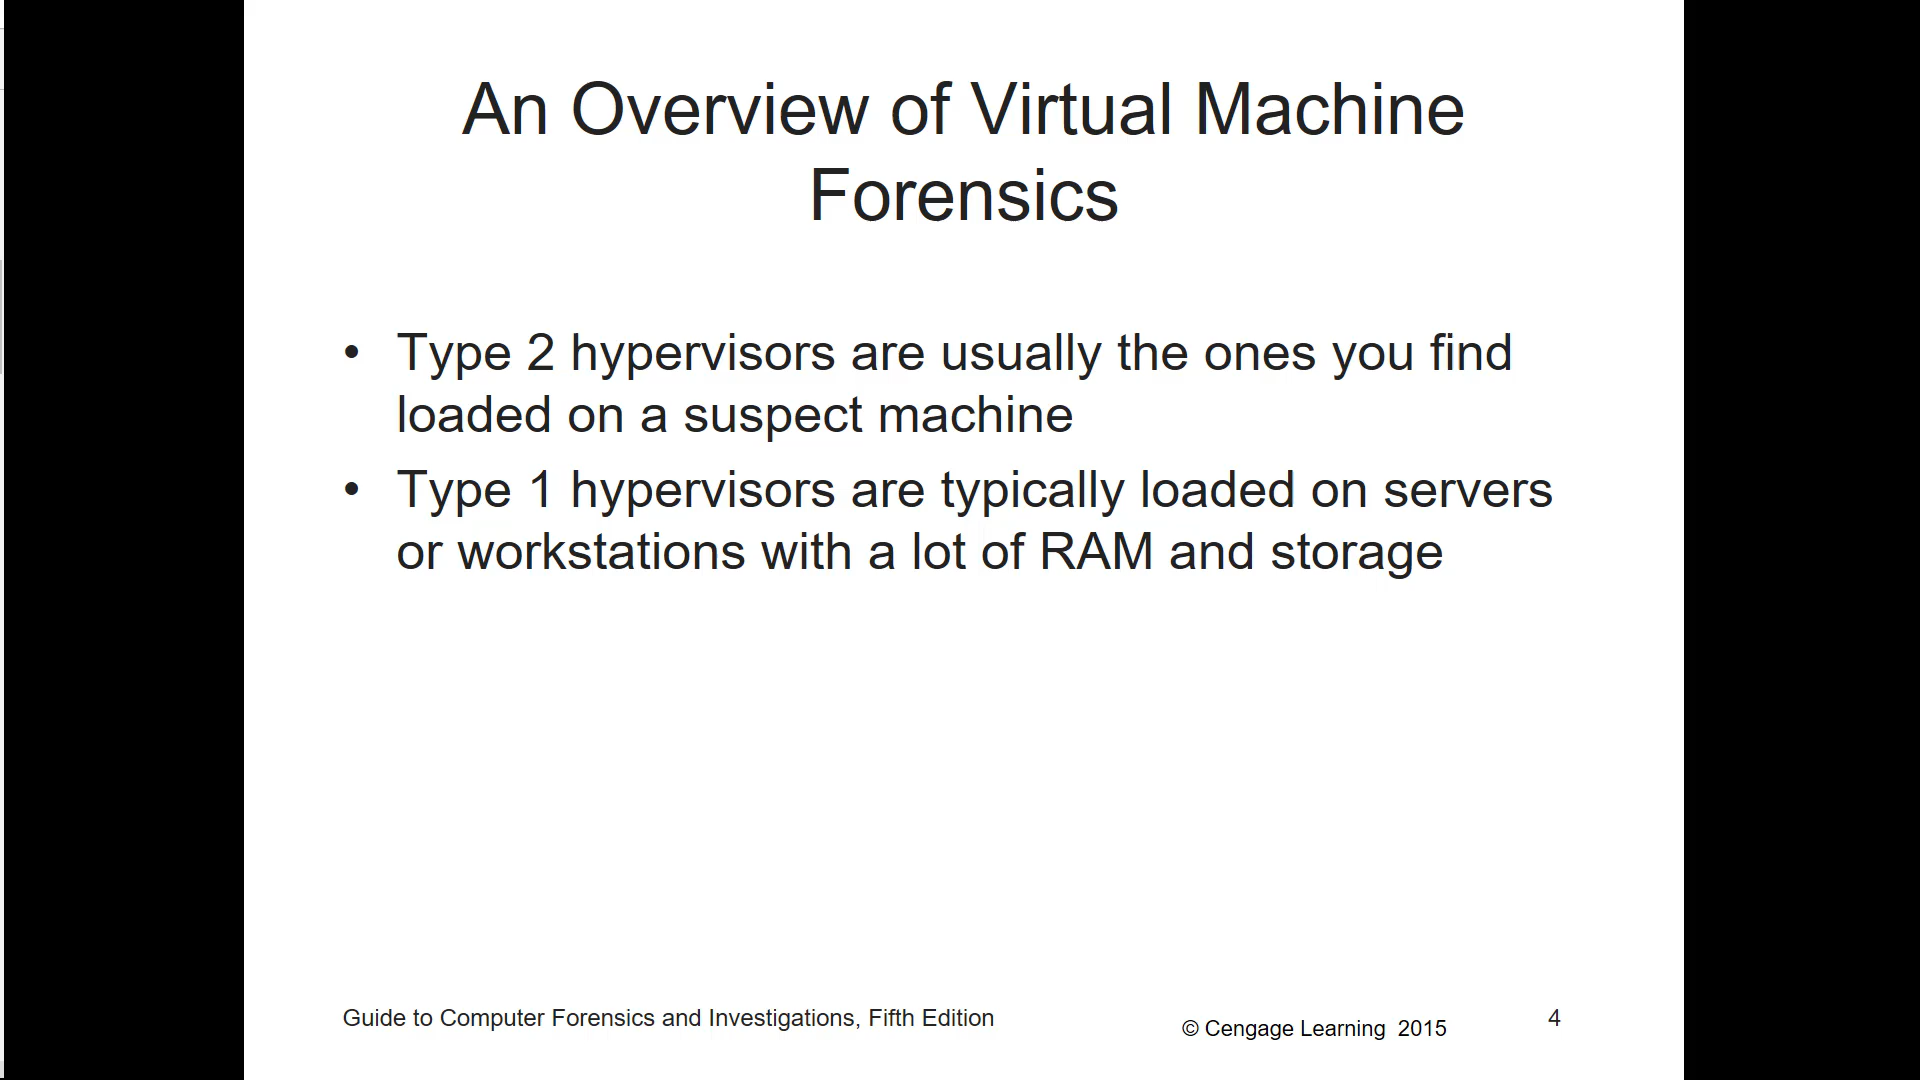 An Overview of Virtual Machine
Forensics
• Type 2 hypervisors are usually the ones you find
loaded on a suspect machine
• Type 1 hypervisors are typically loaded on servers
or workstations with a lot of RAM and storage
Guide to Computer Forensics and Investigations, Fifth Edition
© Cengage Learning 2015
4